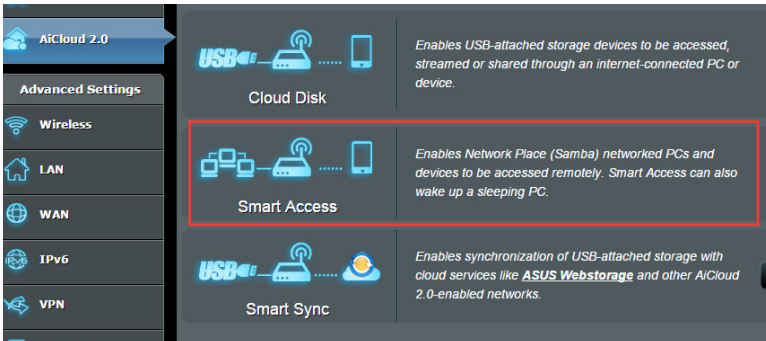 AiCloud 2.0
Advanced Settings
Wireless
LAN
WAN
IPv6
IPv6
VPN
USB
Cloud Disk
Enables USB-attached storage devices to be accessed,
streamed or shared through an internet-connected PC or
device.
Smart Access
Enables Network Place (Samba) networked PCs and
devices to be accessed remotely. Smart Access can also
wake up a sleeping PC.
USB
Smart Sync
Enables synchronization of USB-attached storage with
cloud services like ASUS Webstorage and other AiCloud
2.0-enabled networks.